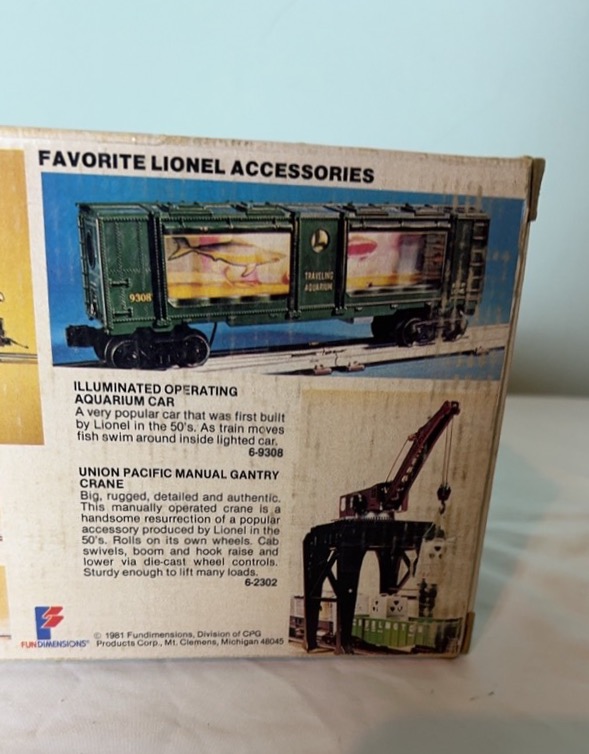 FAVORITE LIONEL ACCESSORIES
9308
L
TRAVELING
AQUARIUM
ILLUMINATED OPERATING
AQUARIUM CAR
A very popular car that was first built
by Lionel in the 50's. As train moves
fish swim around inside lighted car.
6-9308
UNION PACIFIC MANUAL GANTRY
CRANE
Big, rugged, detailed and authentic.
This manually operated crane is a
handsome resurrection of a popular
accessory produced by Lionel in the
50's. Rolls on its own wheels. Cab
swivels, boom and hook raise and
lower via die-cast wheel controls.
Sturdy enough to lift many loads.
6-2302
FUNDIMENSIONS®
© 1981 Fundimensions, Division of CPG
Products Corp., Mt. Clemens, Michigan 48045